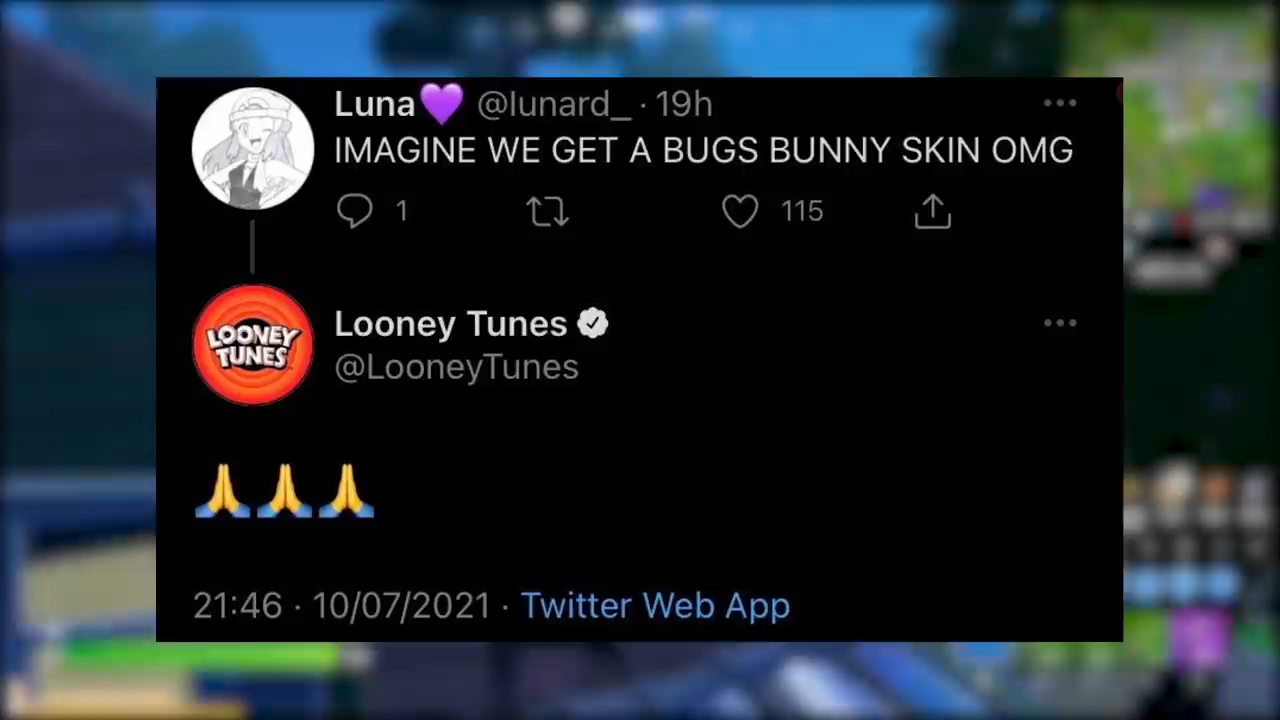 Luna💜 @lunard_ · 19h
IMAGINE WE GET A BUGS BUNNY SKIN OMG
1 115
LOONEY
TUNES
Looney Tunes
@LooneyTunes
🙏🙏🙏
21:46 · 10/07/2021 · Twitter Web App